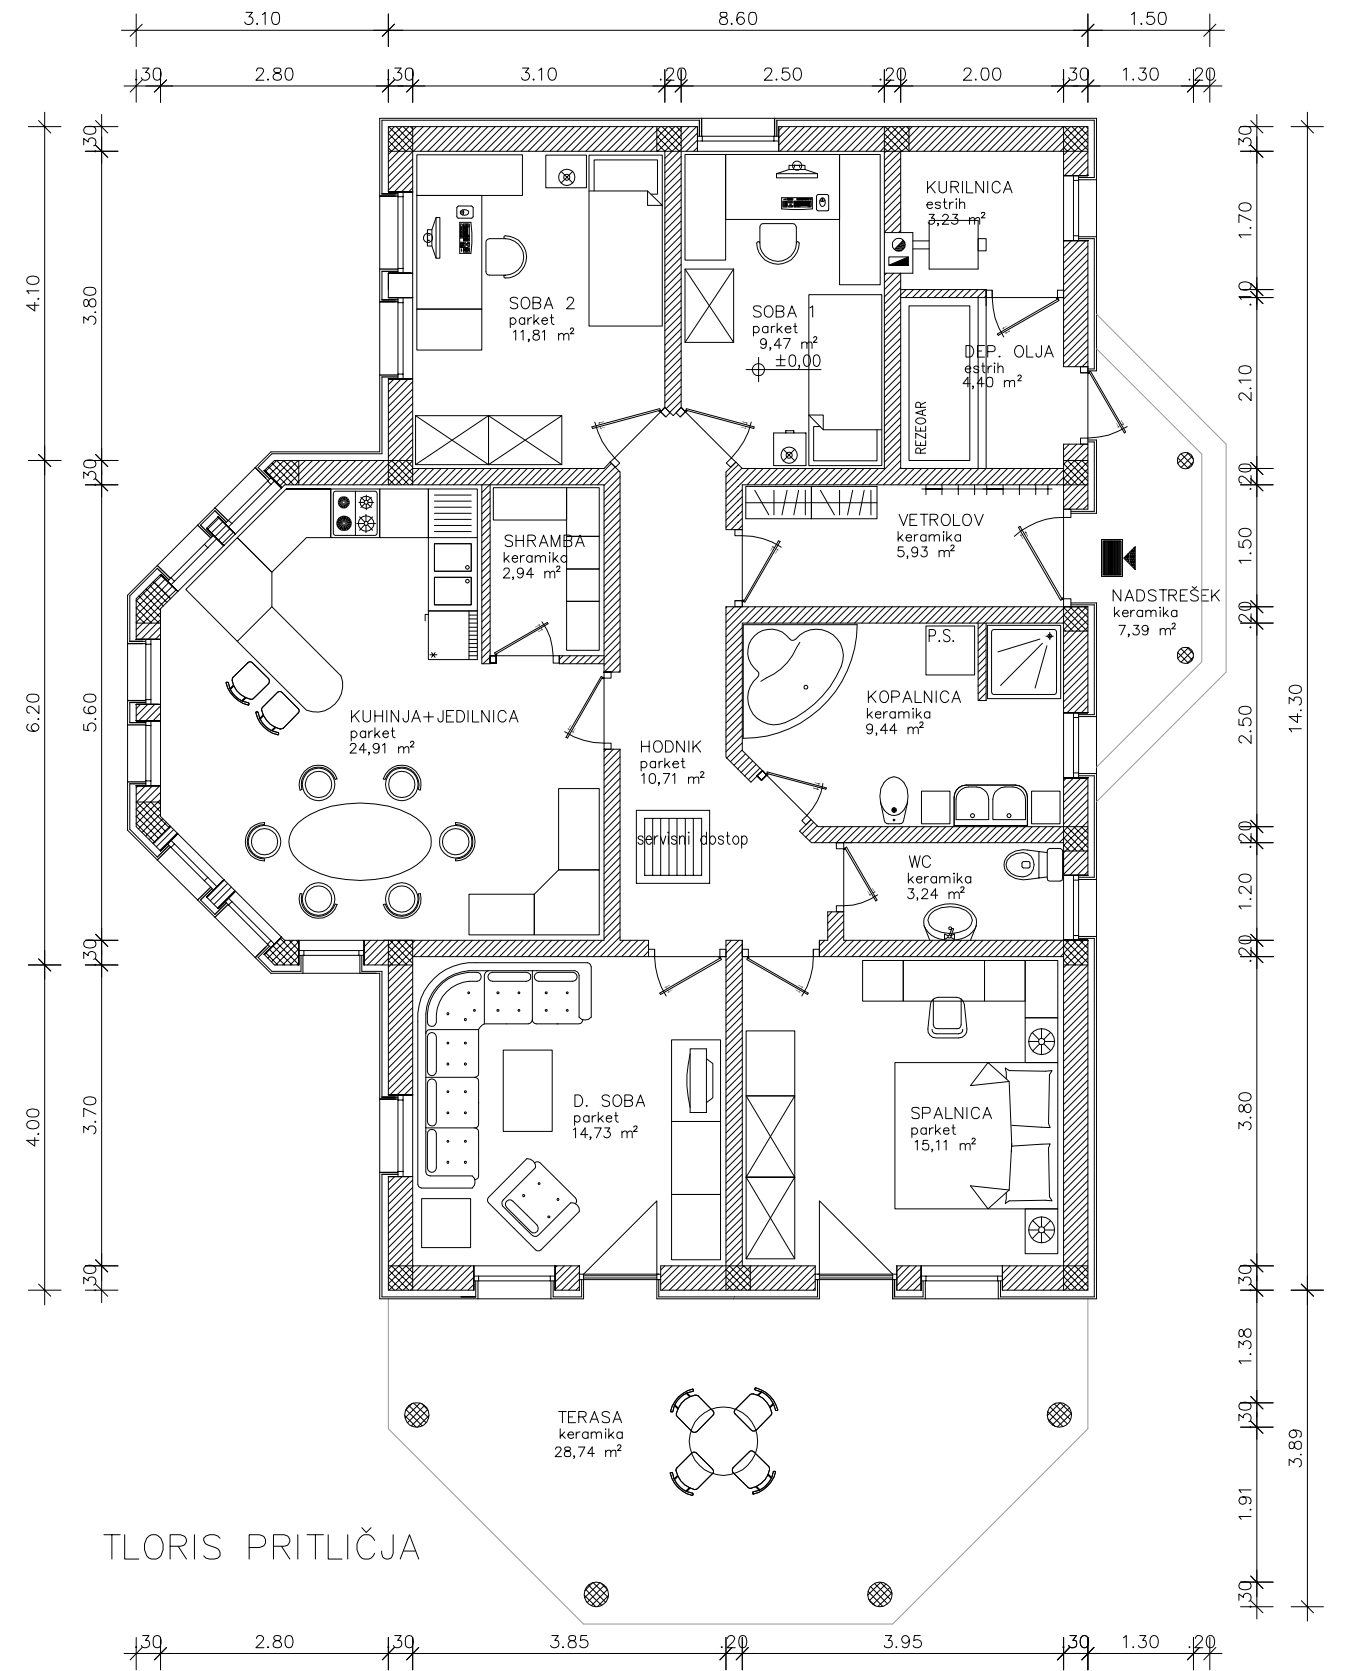 3.10 8.60 1.50
.30 2.80 .30 3.10 .20 2.50 .20 2.00 .30 1.30 .20
.30
1.70
.10
2.10
.20
1.50
.20
2.50
.20
1.20
.20
3.80
.30
1.38
.30
1.91
.30
14.30
3.89
4.10
6.20
4.00
.30
3.80
.30
5.60
.30
3.70
.30
KURILNICA
estrih
3,23 m²
SOBA 2
parket
11,81 m²
SOBA 1
parket
9,47 m²
±0,00
DEP. OLJA
estrih
4,40 m²
REZEOAR
VETROLOV
keramika
5,93 m²
SHRAMBA
keramika
2,94 m²
NADSTREŠEK
keramika
7,39 m²
P.S.
KOPALNICA
keramika
9,44 m²
KUHINJA+JEDILNICA
parket
24,91 m²
HODNIK
parket
10,71 m²
servisni dostop
WC
keramika
3,24 m²
D. SOBA
parket
14,73 m²
SPALNICA
parket
15,11 m²
TERASA
keramika
28,74 m²
TLORIS PRITLIČJA
.30 2.80 .30 3.85 .20 3.95 .30 1.30 .20